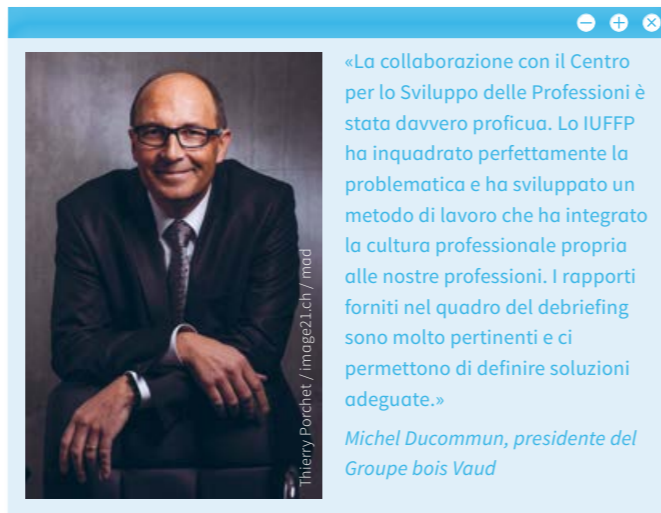 «La collaborazione con il Centro
per lo Sviluppo delle Professioni è
stata davvero proficua. Lo IUFFP
ha inquadrato perfettamente la
problematica e ha sviluppato un
metodo di lavoro che ha integrato
la cultura professionale propria
alle nostre professioni. I rapporti
forniti nel quadro del debriefing
sono molto pertinenti e ci
permettono di definire soluzioni
adeguate.»
Michel Ducommun, presidente del
Groupe bois Vaud
Thierry Porchet / image21.ch / mad